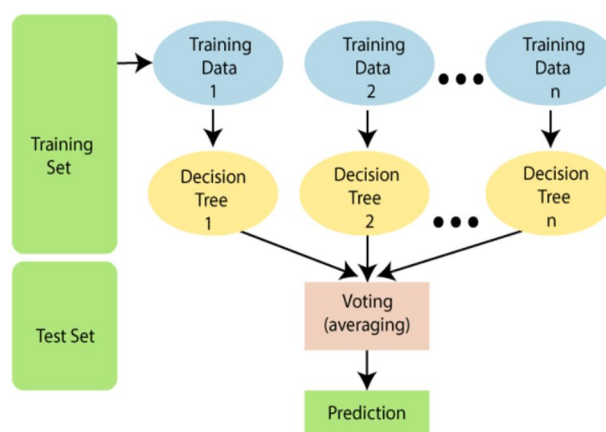 Training
Data
1
Training
Data
2
Training
Data
n
Training
Set
Decision
Tree
1
Decision
Tree
2
Decision
Tree
n
Test Set
Voting
(averaging)
Prediction